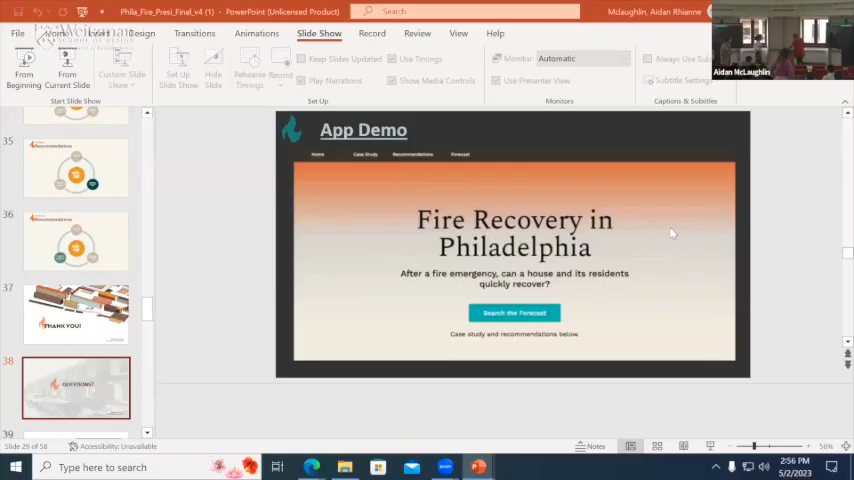 Phila_Fire_Presi_Final_v4 (1) • PowerPoint (Unlicensed Product)
Search
Mclaughlin, Aidan Rhianne
File
Home
Design
Transitions
Animations
Slide Show
Record
Review
View
Help
From
Beginning
From
Current Slide
Custom Slide
Show
Set Up
Slide Show
Hide
Slide
Rehearse
Timings
Record
Keep Slides Updated
Use Timings
Play Narrations
Show Media Controls
Monitor:
Automatic
Use Presenter View
Always Use Sub
Subtitle Setting
Aidan McLaughlin
Start Slide Show
Set Up
Monitors
Captions & Subtitles
35
Recommendations
36
Recommendations
37
THANK YOU!
38
QUESTIONS?
39
App Demo
Home
Case Study
Recommendations
Forecast
Fire Recovery in
Philadelphia
After a fire emergency, can a house and its residents
quickly recover?
Search the Forecast
Case study and recommendations below.
Slide 29 of 58
Accessibility: Unavailable
Notes
56%
Type here to search
2:56 PM
5/2/2023